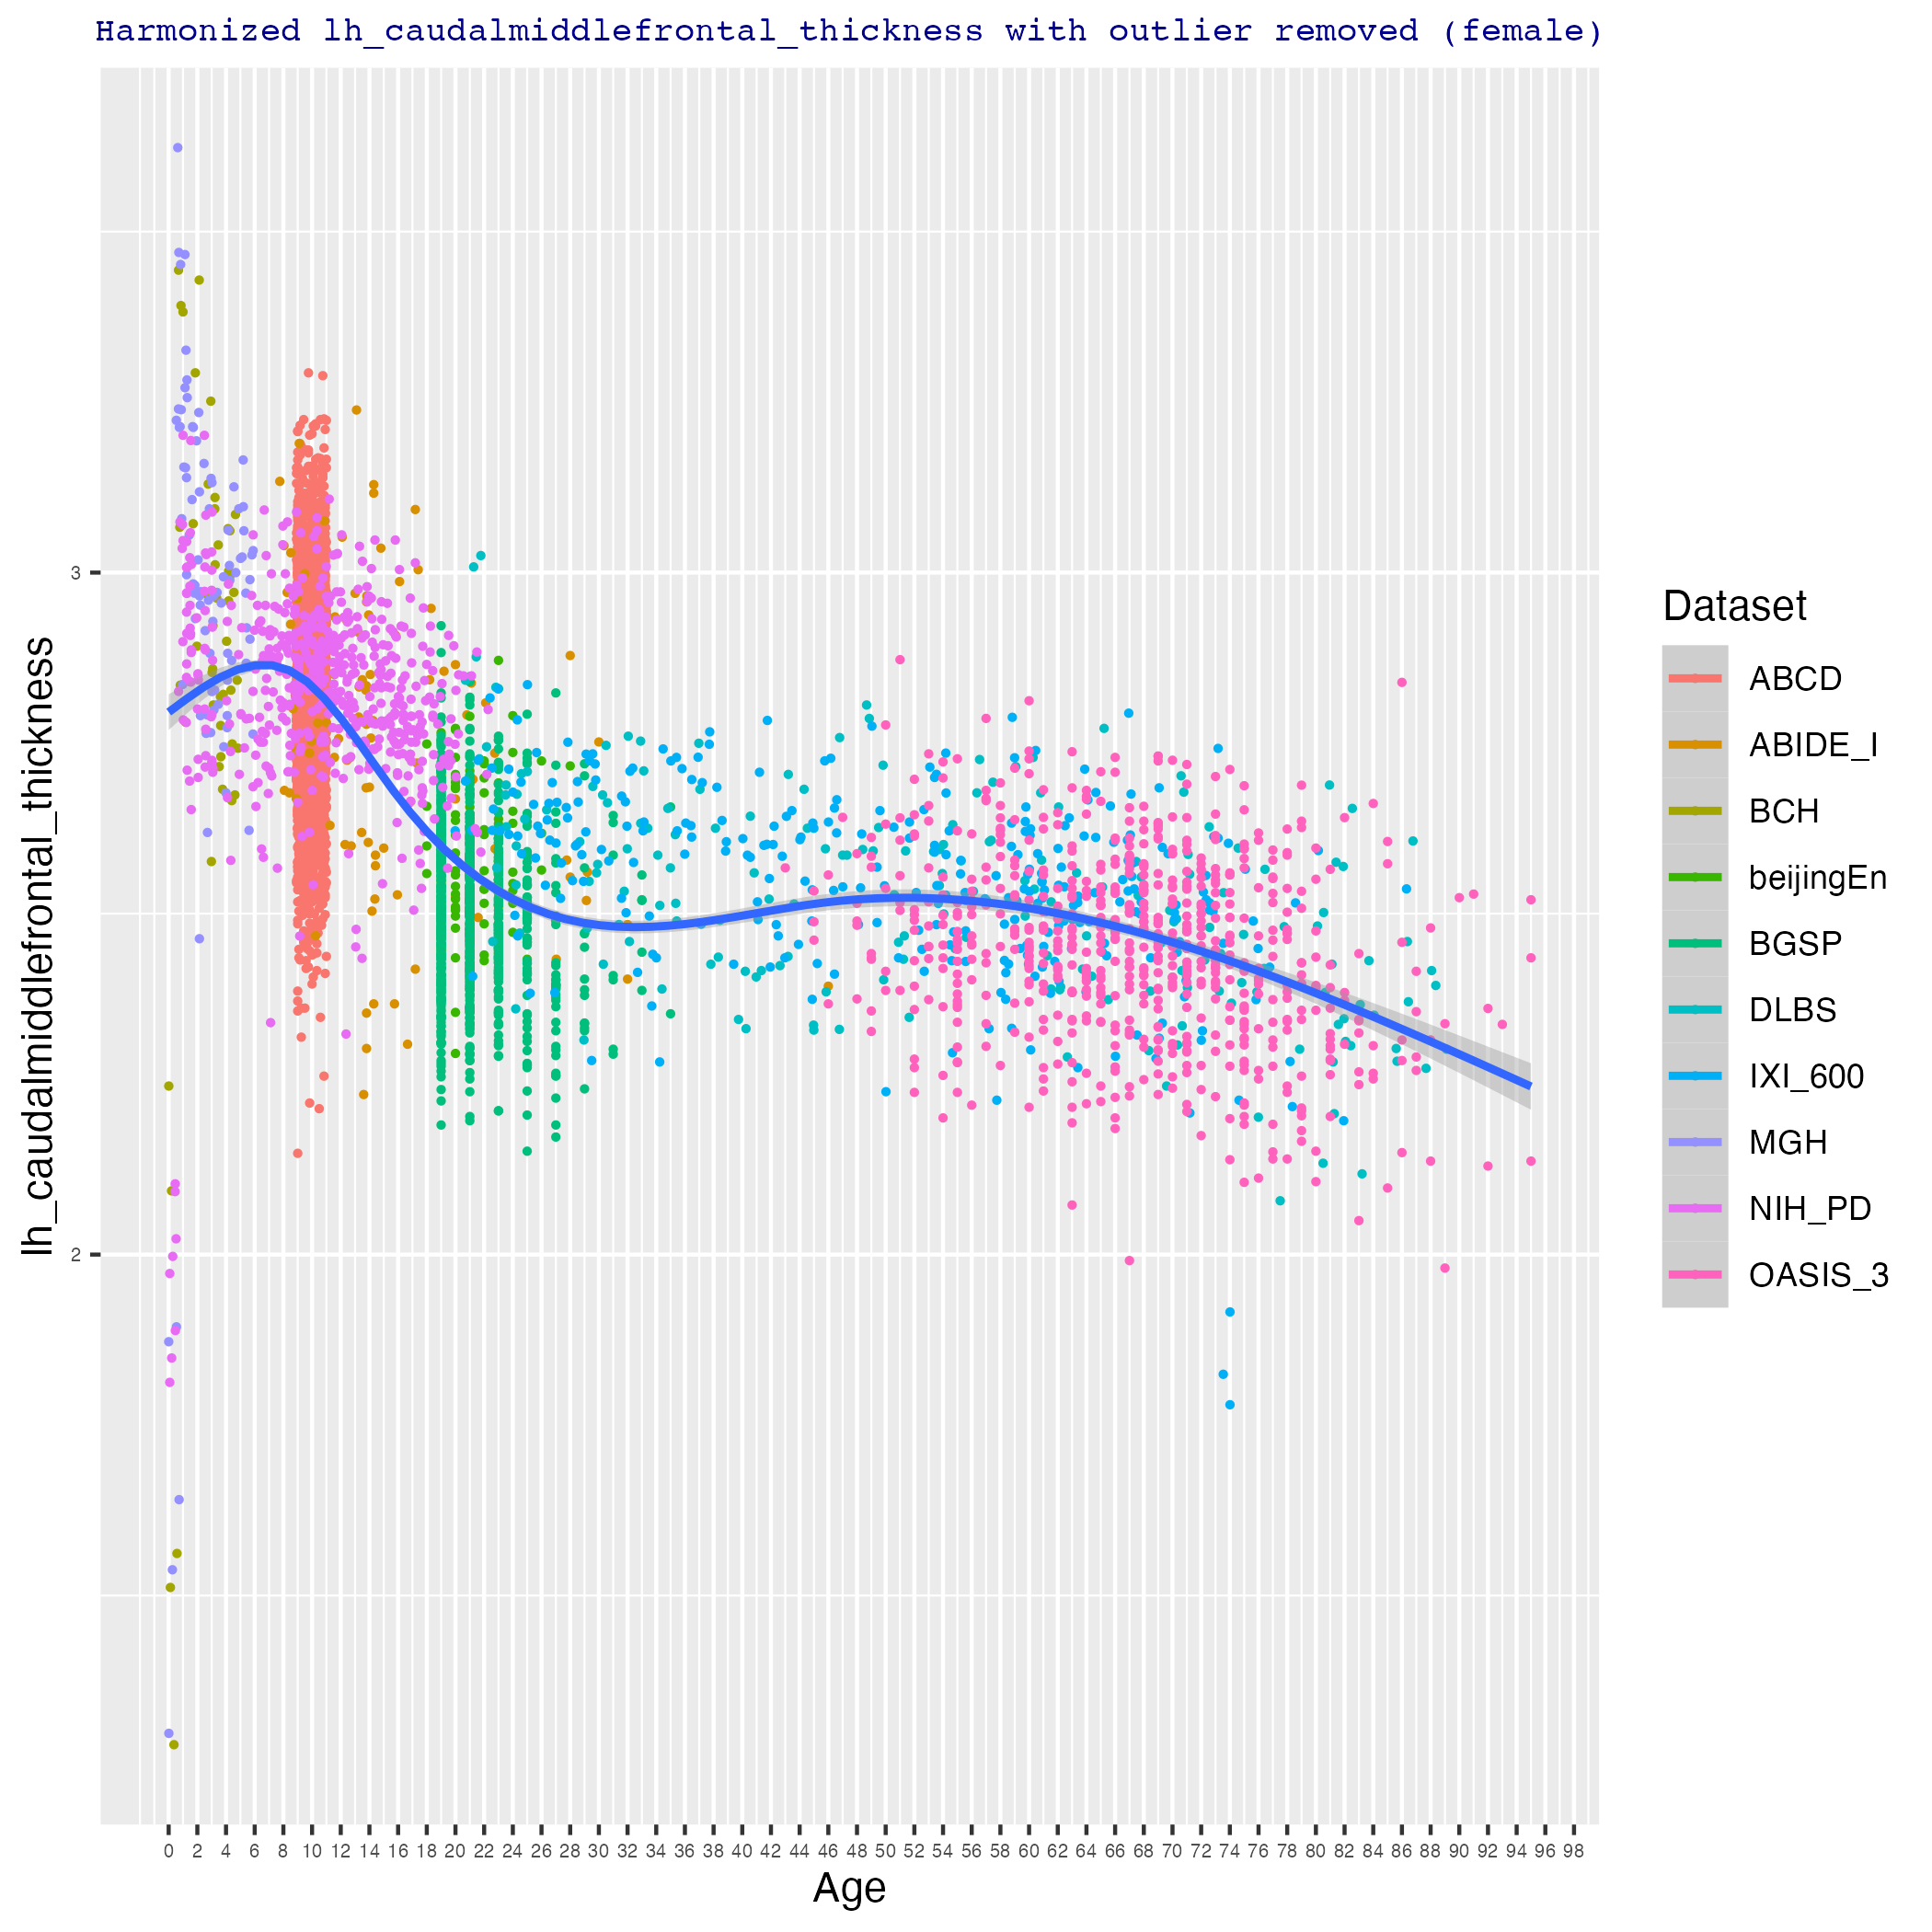 Harmonized lh_caudalmiddlefrontal_thickness with outlier removed (female)
lh_caudalmiddlefrontal_thickness
3
2
0 2 4 6 8 10 12 14 16 18 20 22 24 26 28 30 32 34 36 38 40 42 44 46 48 50 52 54 56 58 60 62 64 66 68 70 72 74 76 78 80 82 84 86 88 90 92 94 96 98
Age
Dataset
ABCD
ABIDE_I
BCH
beijingEn
BGSP
DLBS
IXI_600
MGH
NIH_PD
OASIS_3